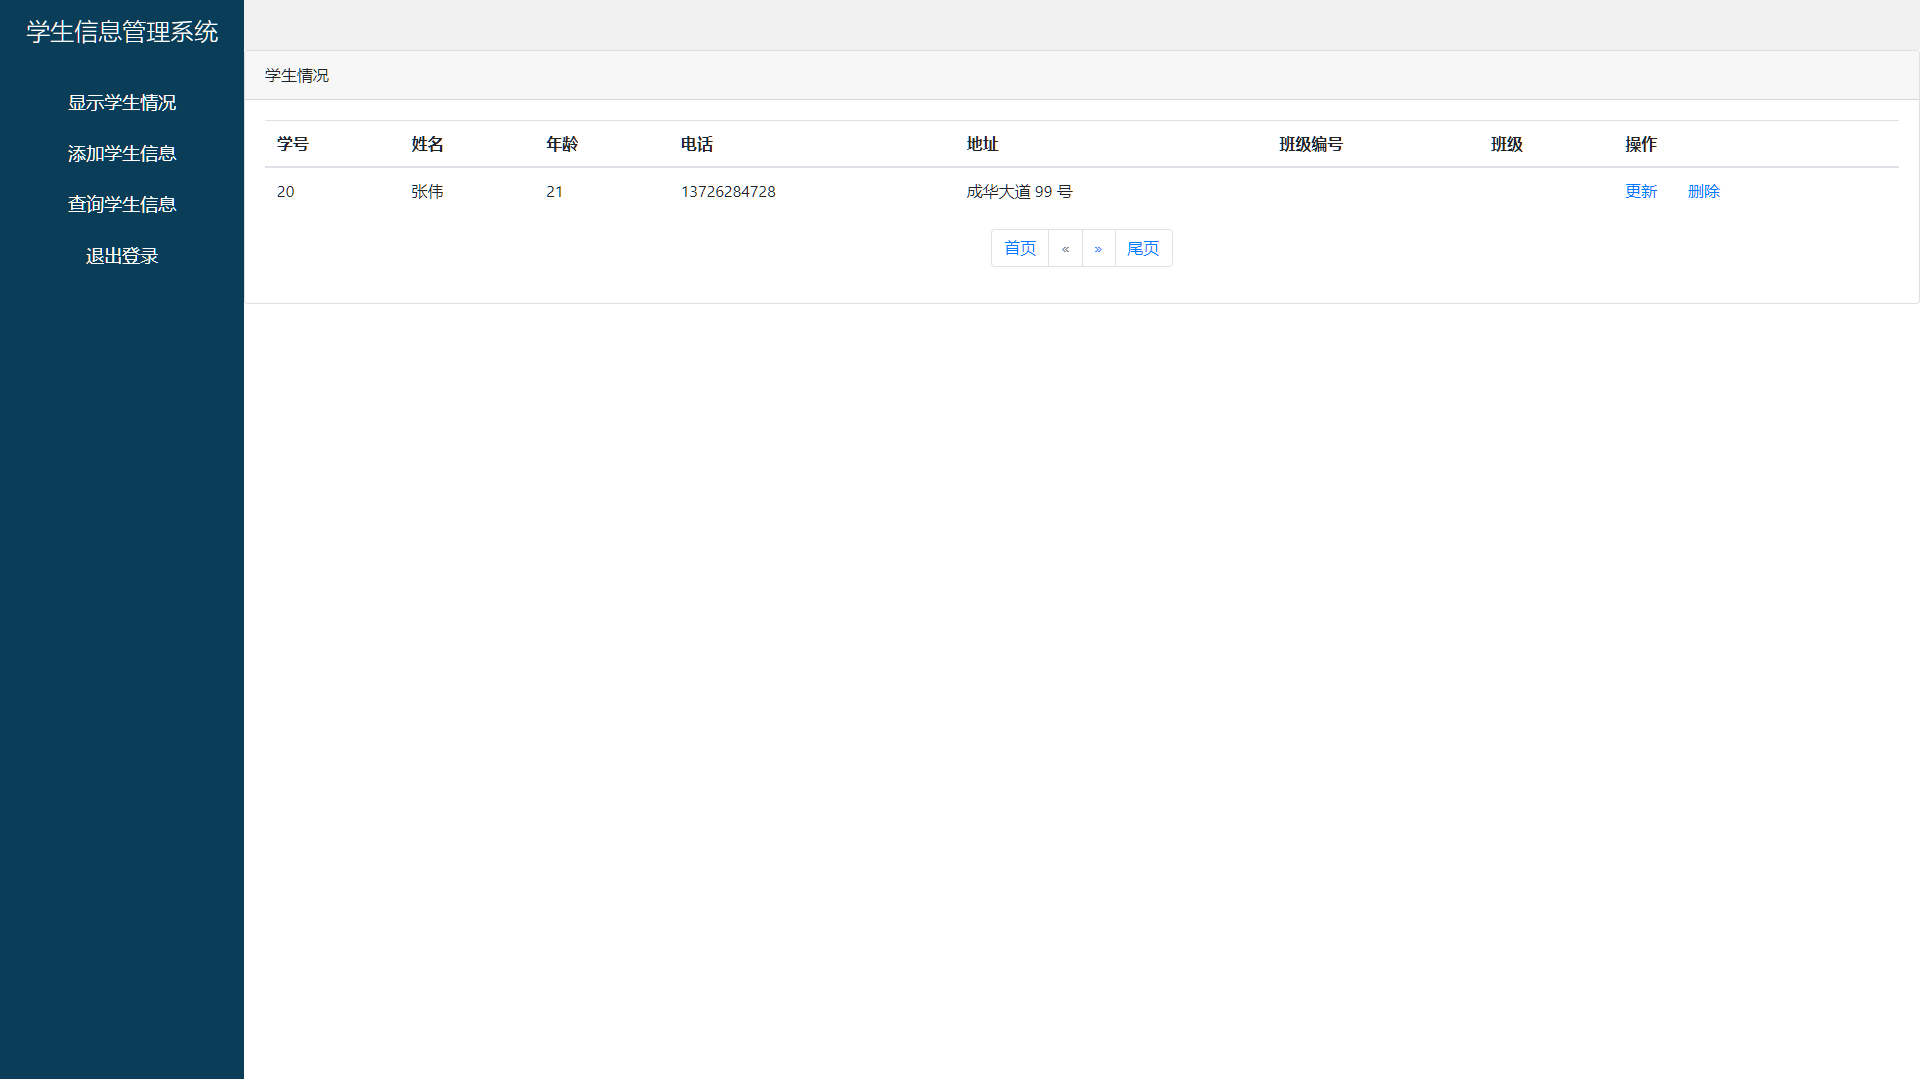 学生信息管理系统
显示学生情况
添加学生信息
查询学生信息
退出登录
学生情况
学号 姓名 年龄 电话 地址 班级编号 班级 操作
20 张伟 21 13726284728 成华大道 99 号 更新 删除
首页 « » 尾页